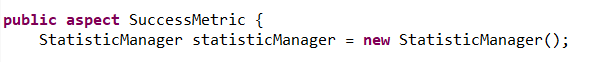 public aspect SuccessMetric {
    StatisticManager statisticManager = new StatisticManager();